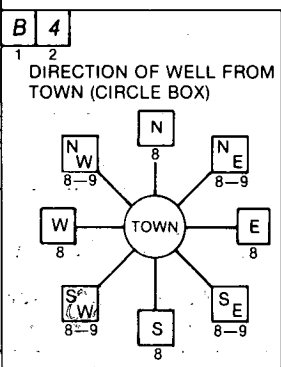 B 4
1 2
DIRECTION OF WELL FROM
TOWN (CIRCLE BOX)
N
8
N W
8—9
N E
8—9
W
8
TOWN
E
8
S W
8—9
S E
8—9
S
8